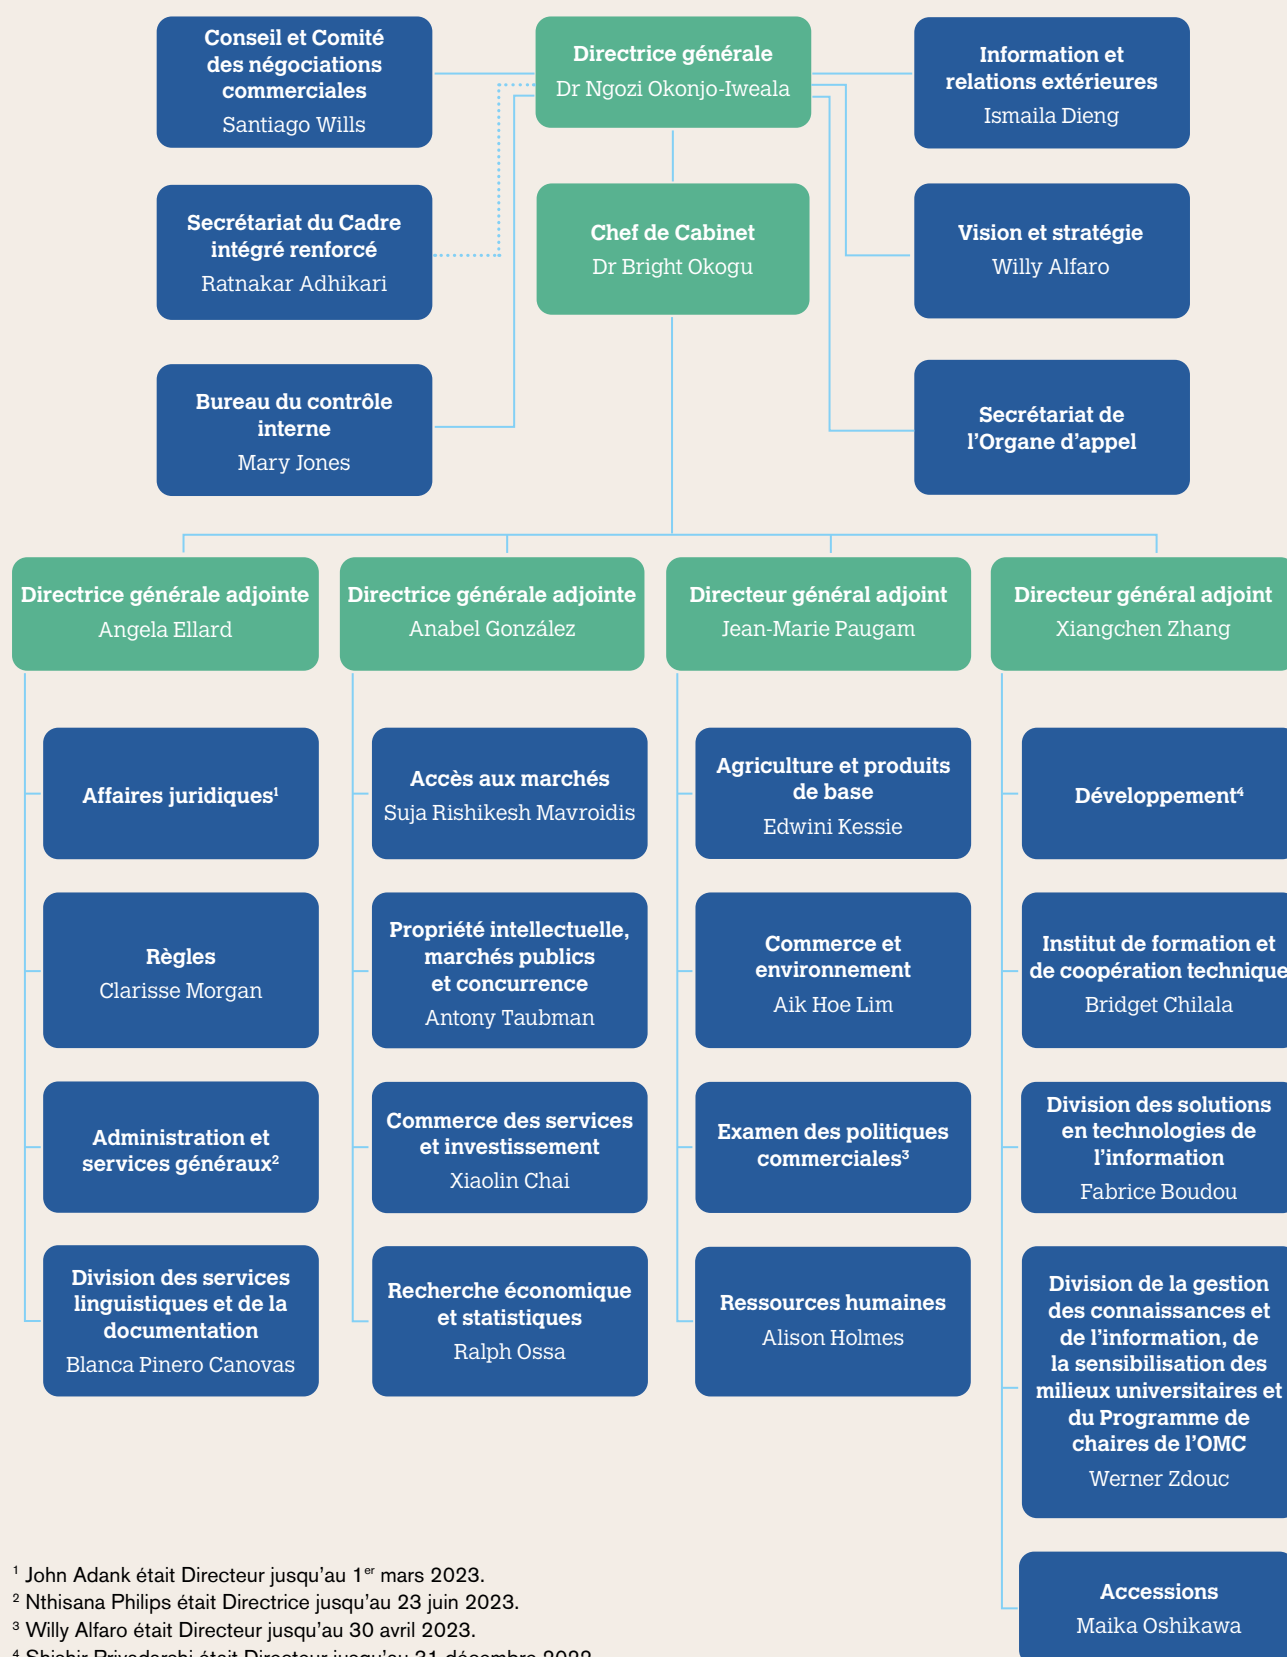 Conseil et Comité
des négociations
commerciales
Santiago Wills
Directrice générale
Dr Ngozi Okonjo-Iweala
Information et
relations extérieures
Ismaila Dieng
Secrétariat du Cadre
intégré renforcé
Ratnakar Adhikari
Chef de Cabinet
Dr Bright Okogu
Vision et stratégie
Willy Alfaro
Bureau du contrôle
interne
Mary Jones
Secrétariat de
l’Organe d’appel
Directrice générale adjointe
Angela Ellard
Directrice générale adjointe
Anabel González
Directeur général adjoint
Jean-Marie Paugam
Directeur général adjoint
Xiangchen Zhang
Affaires juridiques¹
Règles
Clarisse Morgan
Administration et
services généraux²
Division des services
linguistiques et de la
documentation
Blanca Pinero Canovas
Accès aux marchés
Suja Rishikesh Mavroidis
Propriété intellectuelle,
marchés publics
et concurrence
Antony Taubman
Commerce des services
et investissement
Xiaolin Chai
Recherche économique
et statistiques
Ralph Ossa
Agriculture et produits
de base
Edwini Kessie
Commerce et
environnement
Aik Hoe Lim
Examen des politiques
commerciales³
Ressources humaines
Alison Holmes
Développement⁴
Institut de formation et
de coopération technique
Bridget Chilala
Division des solutions
en technologies de
l’information
Fabrice Boudou
Division de la gestion
des connaissances et
de l’information, de
la sensibilisation des
milieux universitaires et
du Programme de
chaires de l’OMC
Werner Zdouc
Accessions
Maika Oshikawa
¹ John Adank était Directeur jusqu’au 1er mars 2023.
² Nthisana Philips était Directrice jusqu’au 23 juin 2023.
³ Willy Alfaro était Directeur jusqu’au 30 avril 2023.
⁴ Shishir Priyadarshi était Directeur jusqu’au 31 décembre 2022.